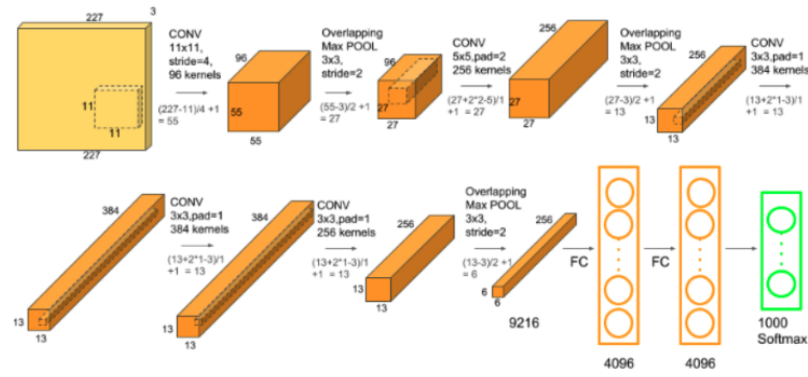 227
3
11
11
227
CONV
11x11,
stride=4,
96 kernels
(227-11)/4 +1
= 55
96
55
55
Overlapping
Max POOL
3x3,
stride=2
(55-3)/2 +1
= 27
96
27
27
CONV
5x5,pad=2
256 kernels
(27+2*2-5)/1
+1 = 27
256
27
27
Overlapping
Max POOL
3x3,
stride=2
(27-3)/2 +1
= 13
256
13
13
CONV
3x3,pad=1
384 kernels
(13+2*1-3)/1
+1 = 13
384
13
13
CONV
3x3,pad=1
384 kernels
(13+2*1-3)/1
+1 = 13
384
13
13
CONV
3x3,pad=1
256 kernels
(13+2*1-3)/1
+1 = 13
256
13
13
Overlapping
Max POOL
3x3,
stride=2
(13-3)/2 +1
= 6
256
6
6
9216
FC
4096
FC
4096
1000
Softmax